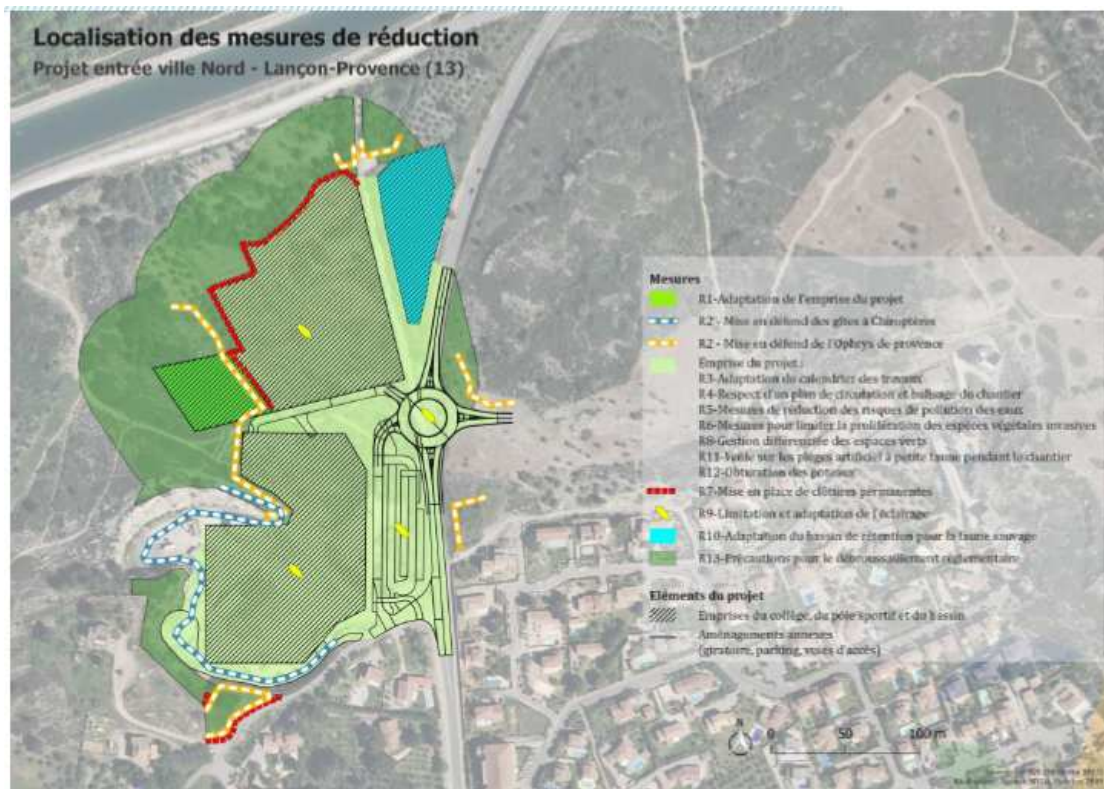 Localisation des mesures de réduction
Projet entrée ville Nord - Lançon-Provence (13)
Mesures
R1-Adaptation de l'emprise du projet
R2 - Mise en défend des gîtes à Chiroptères
R2 - Mise en défend de l'Ophrys de provence
Emprise du projet :
R3-Adaptation du calendrier des travaux
R4-Respect d'un plan de circulation et balisage du chantier
R5-Mesures de réduction des risques de pollution des eaux
R6-Mesures pour limiter la prolifération des espèces végétales invasives
R8-Gestion différenciée des espaces verts
R11-Veille sur les pièges artificiel à petite faune pendant le chantier
R12-Obturation des poteaux
R7-Mise en place de clôtures permanentes
R9-Limitation et adaptation de l'éclairage
R10-Adaptation du bassin de rétention pour la faune sauvage
R13-Précautions pour le débroussaillement réglementaire
Eléments du projet
Emprises du collège, du pôle sportif et du bassin
Aménagements annexes
(giratoire, parking, voies d'accès)
N
0 50 100 m